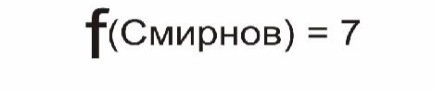 f(Смирнов) = 7